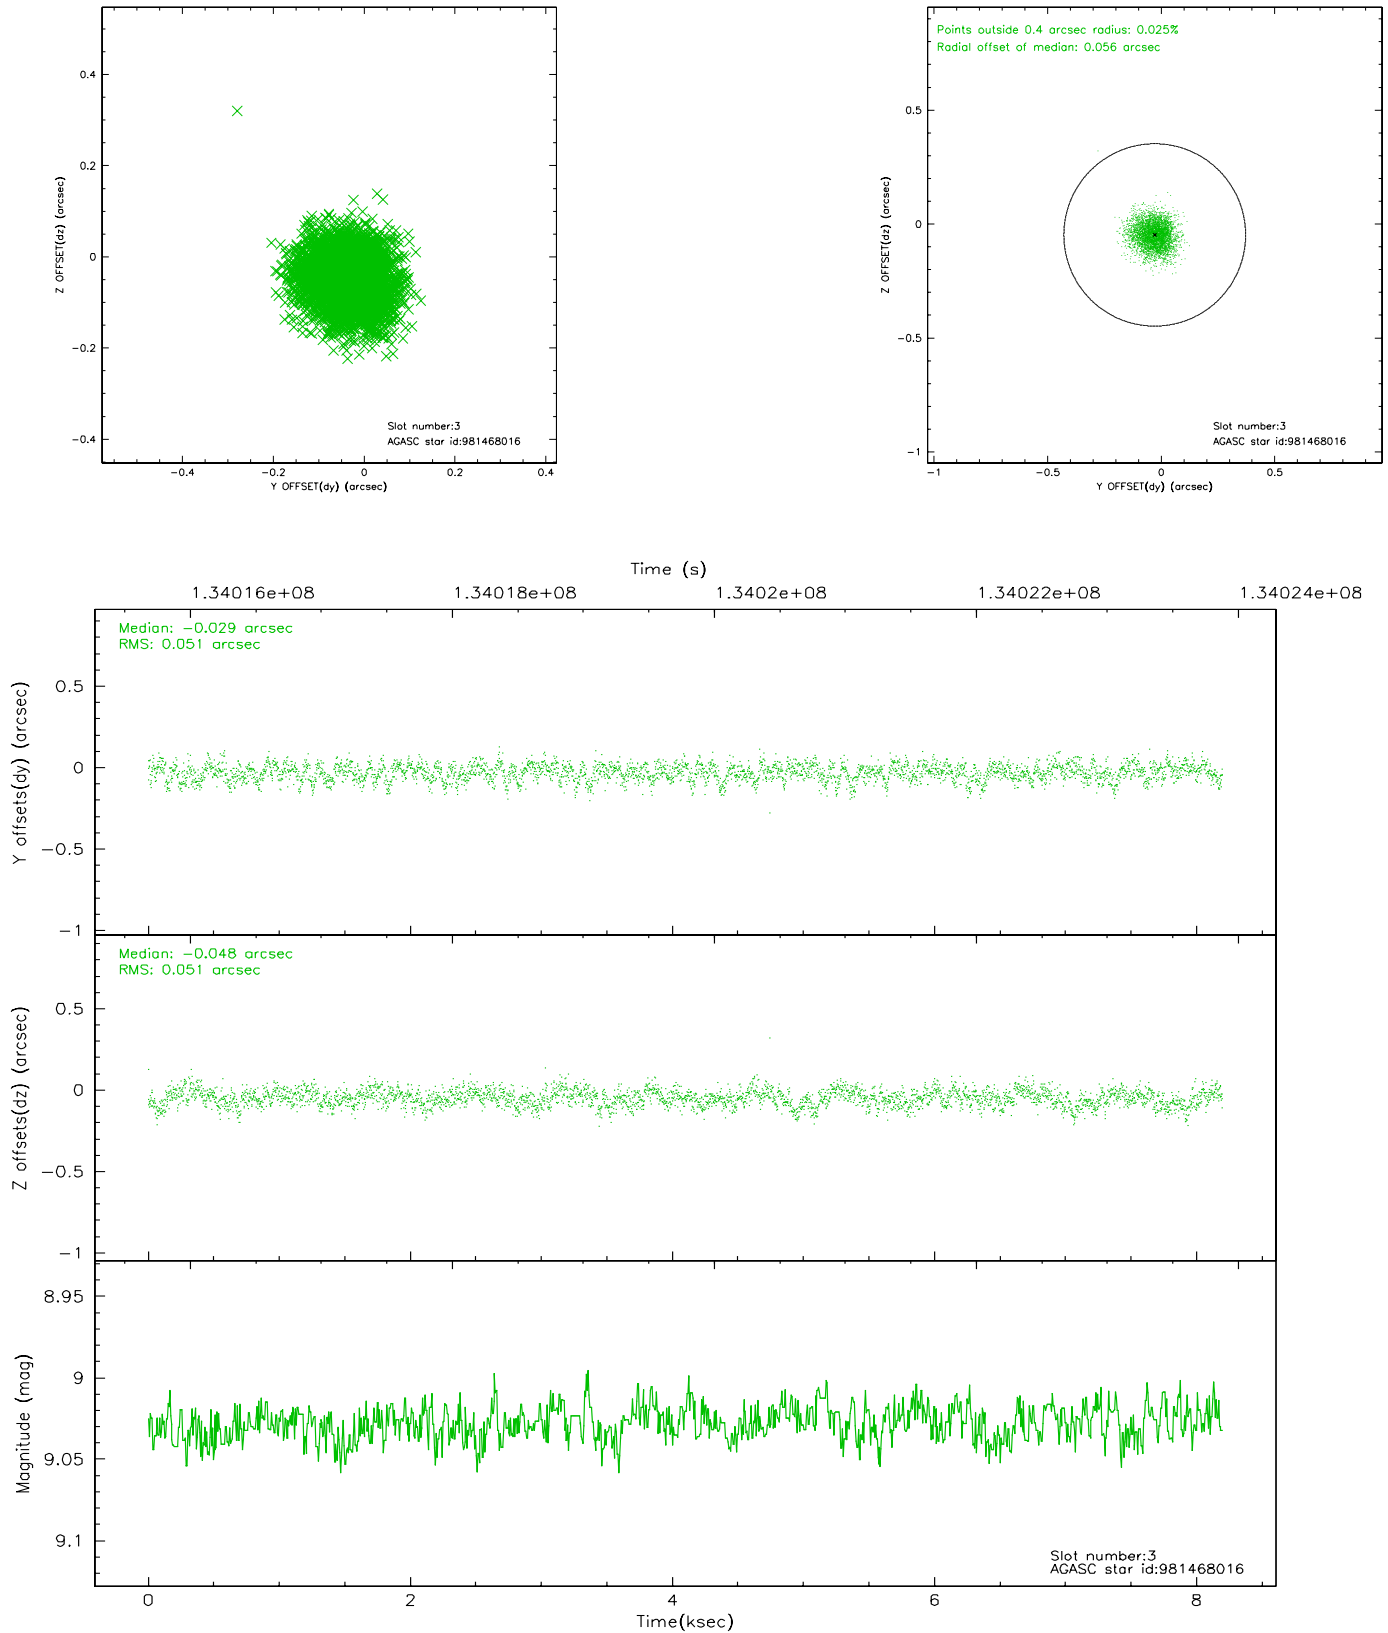 0.4
0.2
0
−0.2
−0.4
Z OFFSET(dz) (arcsec)
−0.4
−0.2
0
0.2
0.4
Y OFFSET(dy) (arcsec)
Slot number:3
AGASC star id:981468016
Points outside 0.4 arcsec radius: 0.025%
Radial offset of median: 0.056 arcsec
0.5
0
−0.5
−1
Z OFFSET(dz) (arcsec)
−1
−0.5
0
0.5
Y OFFSET(dy) (arcsec)
Slot number:3
AGASC star id:981468016
Time (s)
1.34016e+08
1.34018e+08
1.3402e+08
1.34022e+08
1.34024e+08
Median: −0.029 arcsec
RMS: 0.051 arcsec
0.5
0
−0.5
−1
Y offsets(dy) (arcsec)
Median: −0.048 arcsec
RMS: 0.051 arcsec
0.5
0
−0.5
−1
Z offsets(dz) (arcsec)
8.95
9
9.05
9.1
Magnitude (mag)
Slot number:3
AGASC star id:981468016
0
2
4
6
8
Time(ksec)